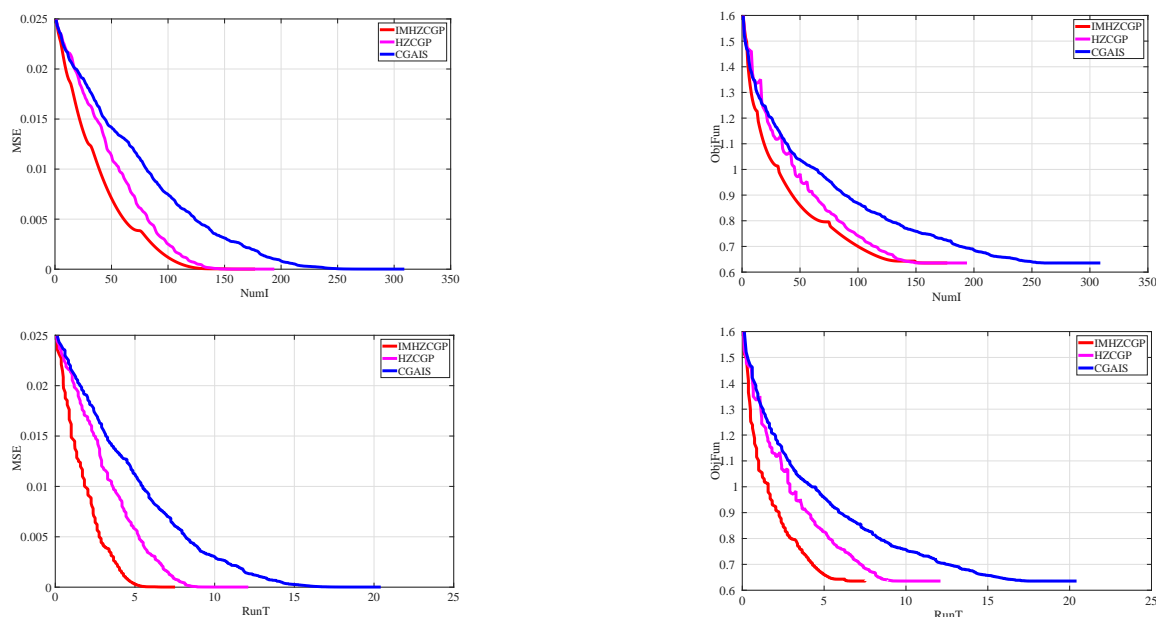 0.025
0.02
0.015
0.01
0.005
0
MSE
IMHZCGP
HZCGP
CGAIS
0 50 100 150 200 250 300 350
NumI
1.6
1.5
1.4
1.3
1.2
1.1
1
0.9
0.8
0.7
0.6
ObjFun
IMHZCGP
HZCGP
CGAIS
0 50 100 150 200 250 300 350
NumI
0.025
0.02
0.015
0.01
0.005
0
MSE
IMHZCGP
HZCGP
CGAIS
0 5 10 15 20 25
RunT
1.6
1.5
1.4
1.3
1.2
1.1
1
0.9
0.8
0.7
0.6
ObjFun
IMHZCGP
HZCGP
CGAIS
0 5 10 15 20 25
RunT